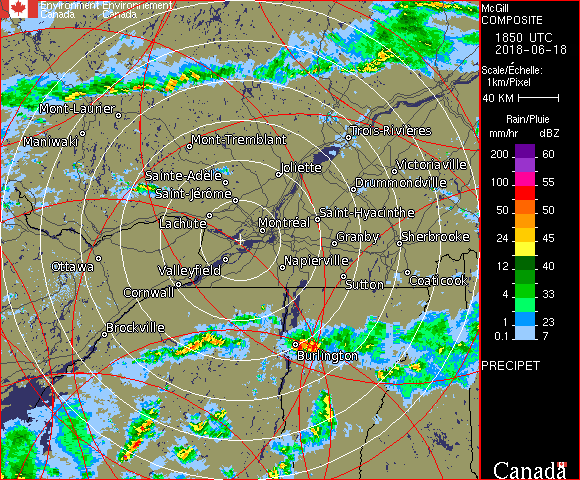 Environment Environnement
Canada Canada
McGill
COMPOSITE
1850 UTC
2018-06-18
Scale/Échelle:
1km/Pixel
40 KM
Rain/Pluie
mm/hr dBZ
200 60
100 55
50 50
24 45
12 40
4 33
1 23
0.1 7
PRECIPET
Canada
Mont-Laurier
Maniwaki
Mont-Tremblant
Trois-Rivières
Joliette
Victoriaville
Sainte-Adèle
Drummondville
Saint-Jérôme
Lachute
Saint-Hyacinthe
Montréal
Granby
Sherbrooke
Ottawa
Valleyfield
Napierville
Cornwall
Sutton
Coaticook
Brockville
Burlington